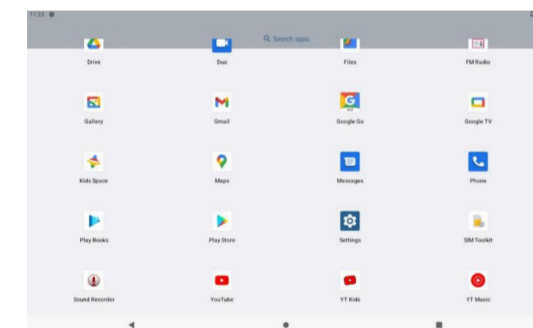 11:23
Search apps
Drive Duo Files FM Radio
Gallery Gmail Google Go Google TV
Kids Space Maps Messages Phone
Play Books Play Store Settings SIM Toolkit
Sound Recorder YouTube YT Kids YT Music